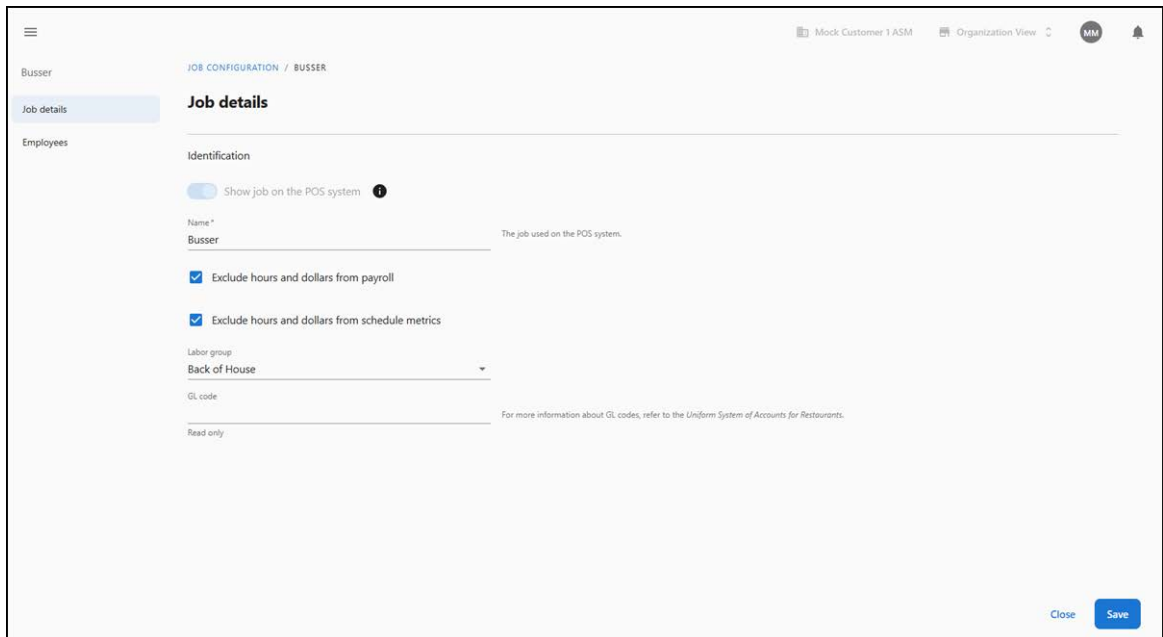 Mock Customer 1 ASM Organization View MM
Busser
JOB CONFIGURATION / BUSSER
Job details
Job details
Employees
Identification
Show job on the POS system i
Name *
Busser
The job used on the POS system.
Exclude hours and dollars from payroll
Exclude hours and dollars from schedule metrics
Labor group
Back of House
GL code
For more information about GL codes, refer to the Uniform System of Accounts for Restaurants.
Read only
Close Save